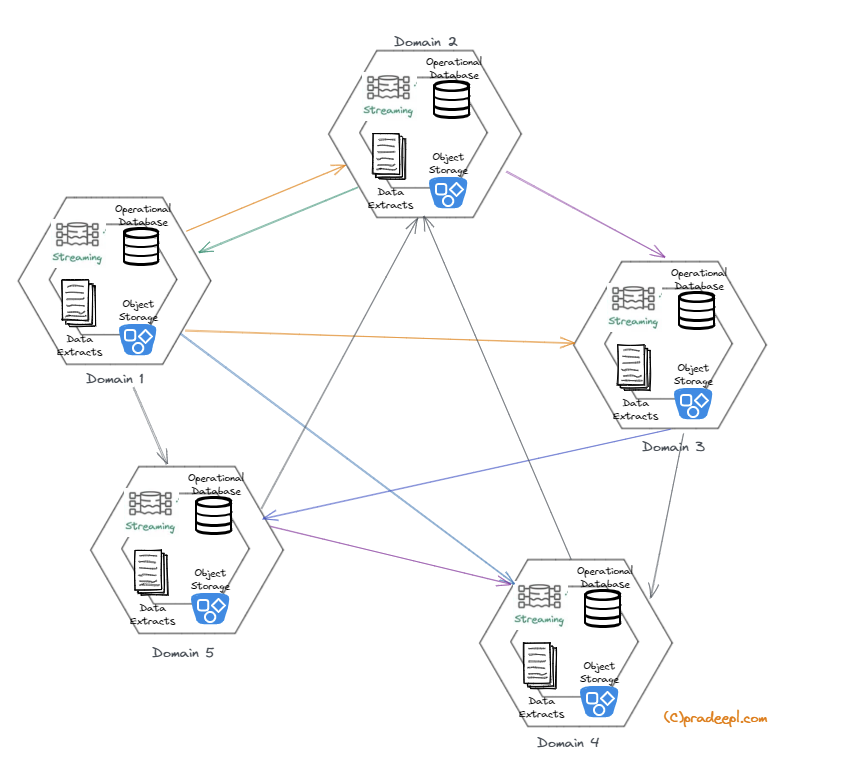 Domain 2
Operational
Database
Streaming
Object
Storage
Data
Extracts
Operational
Database
Streaming
Object
Storage
Data
Extracts
Domain 1
Operational
Database
Streaming
Object
Storage
Data
Extracts
Domain 3
Operational
Database
Streaming
Object
Storage
Data
Extracts
Domain 5
Operational
Database
Streaming
Object
Storage
Data
Extracts
Domain 4
(C)pradeepl.com